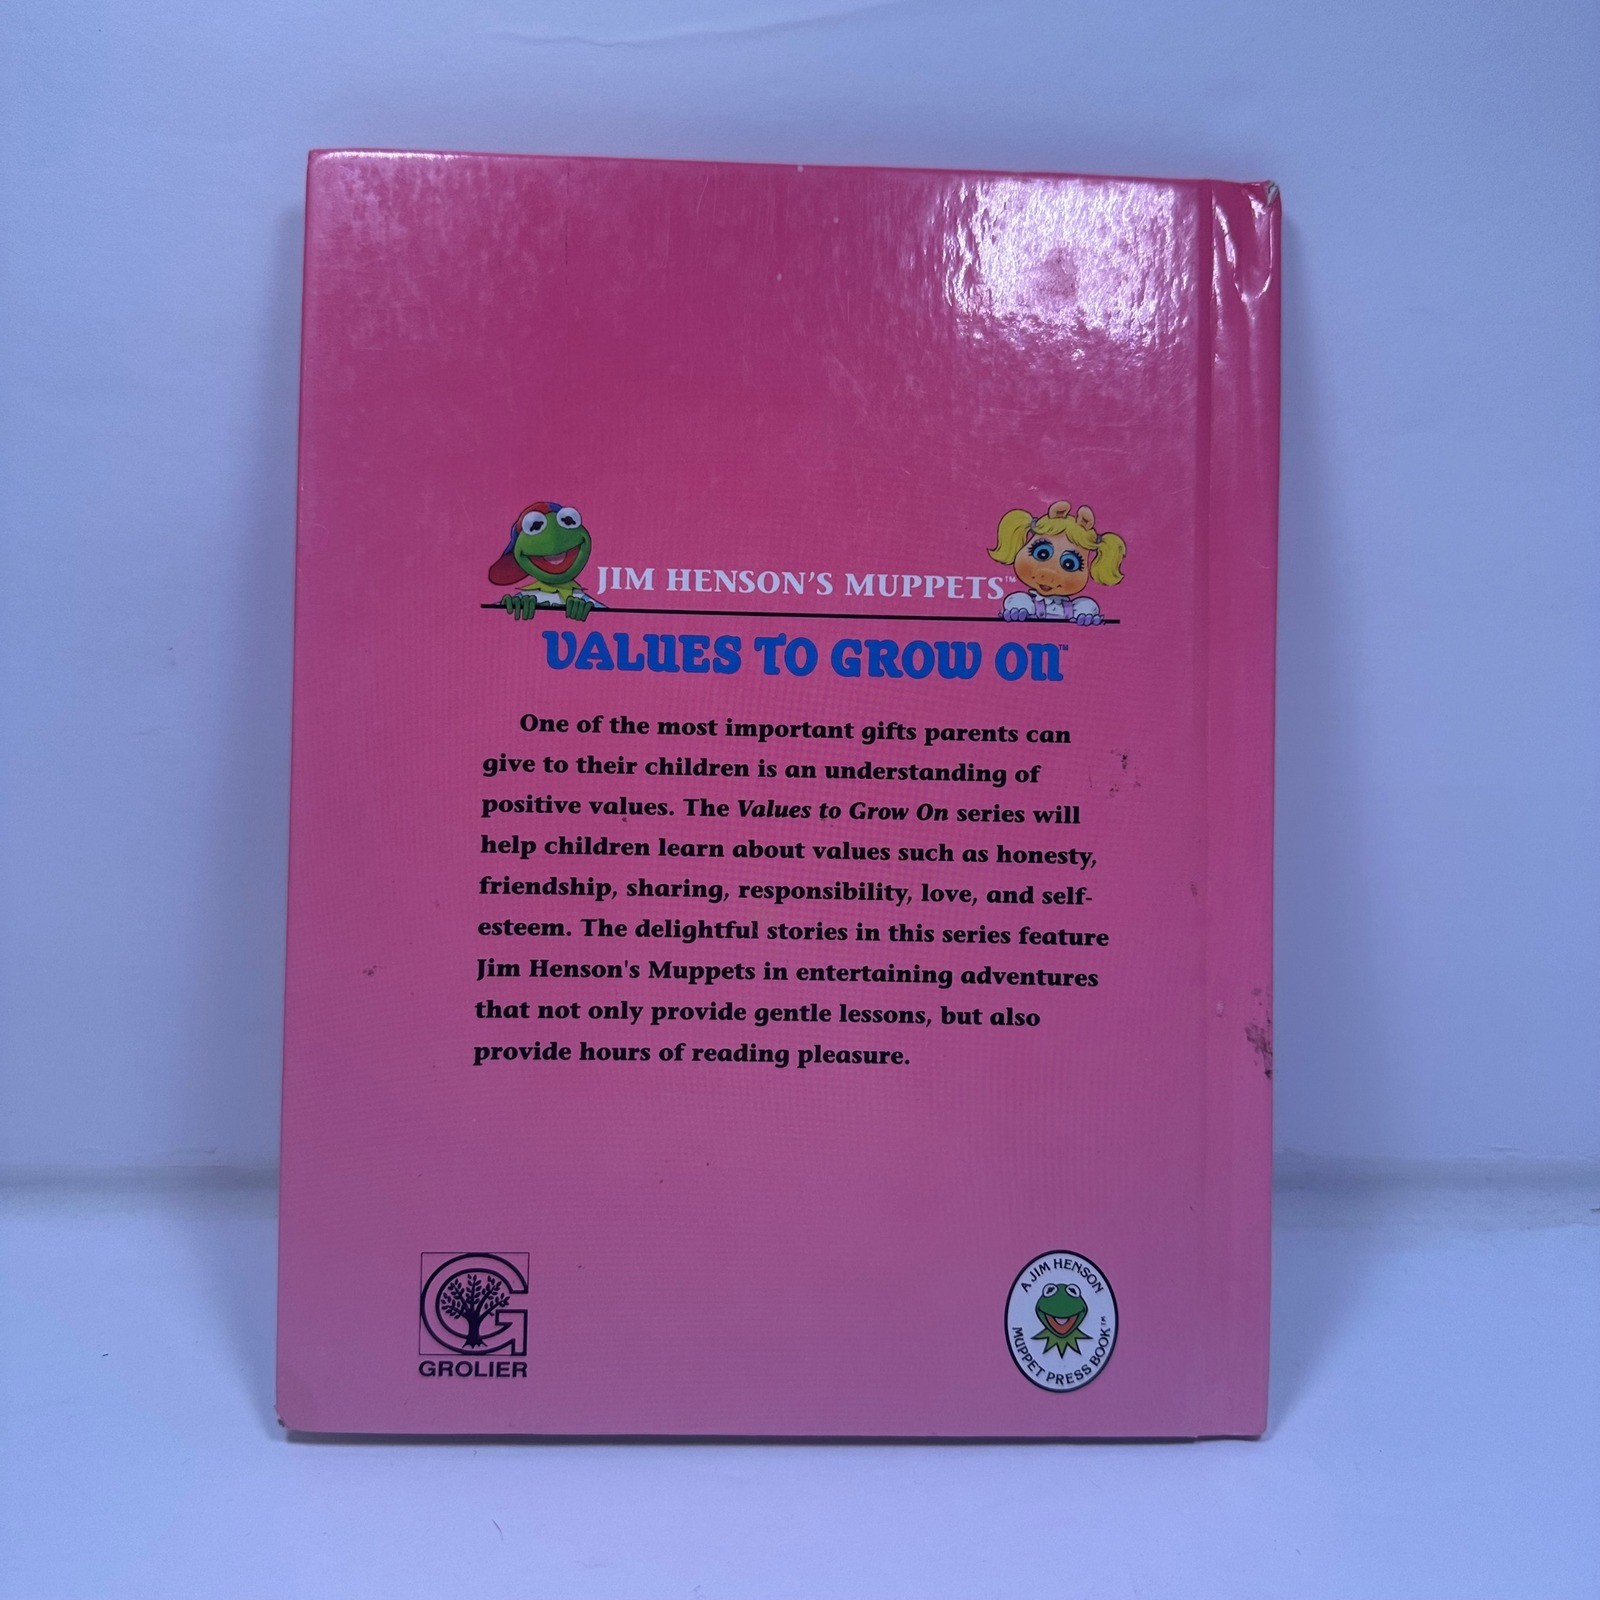 JIM HENSON'S MUPPETS™
VALUES TO GROW ON™
One of the most important gifts parents can
give to their children is an understanding of
positive values. The Values to Grow On series will
help children learn about values such as honesty,
friendship, sharing, responsibility, love, and self-
esteem. The delightful stories in this series feature
Jim Henson's Muppets in entertaining adventures
that not only provide gentle lessons, but also
provide hours of reading pleasure.
G
GROLIER
A JIM HENSON
MUPPET PRESS BOOK™